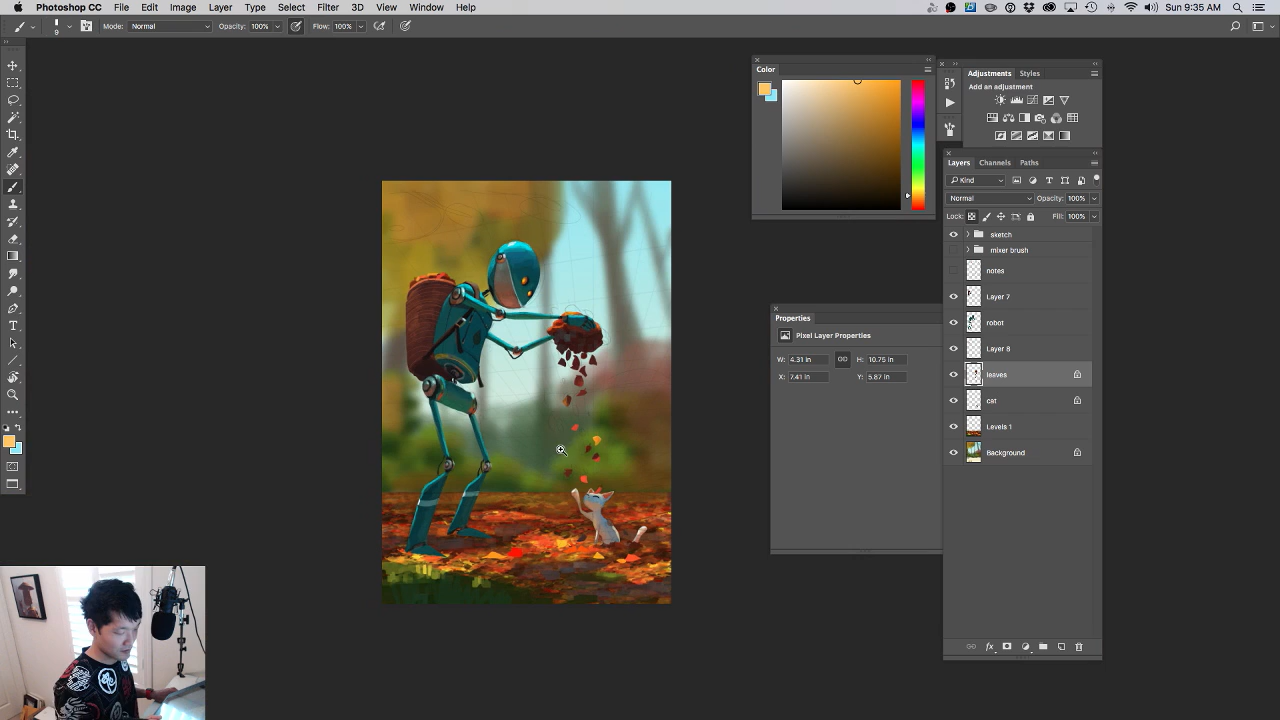 Photoshop CC File Edit Image Layer Type Select Filter 3D View Window Help Sun 9:35 AM
9 Mode: Normal Opacity: 100% Flow: 100%
Color
Adjustments Styles
Add an adjustment
Layers Channels Paths
Kind
Normal Opacity: 100%
Lock: Fill: 100%
sketch
mixer brush
notes
Layer 7
robot
Layer 8
leaves
cat
Levels 1
Background
Properties
Pixel Layer Properties
W: 4.31 in H: 10.75 in
X: 7.41 in Y: 5.87 in
fx